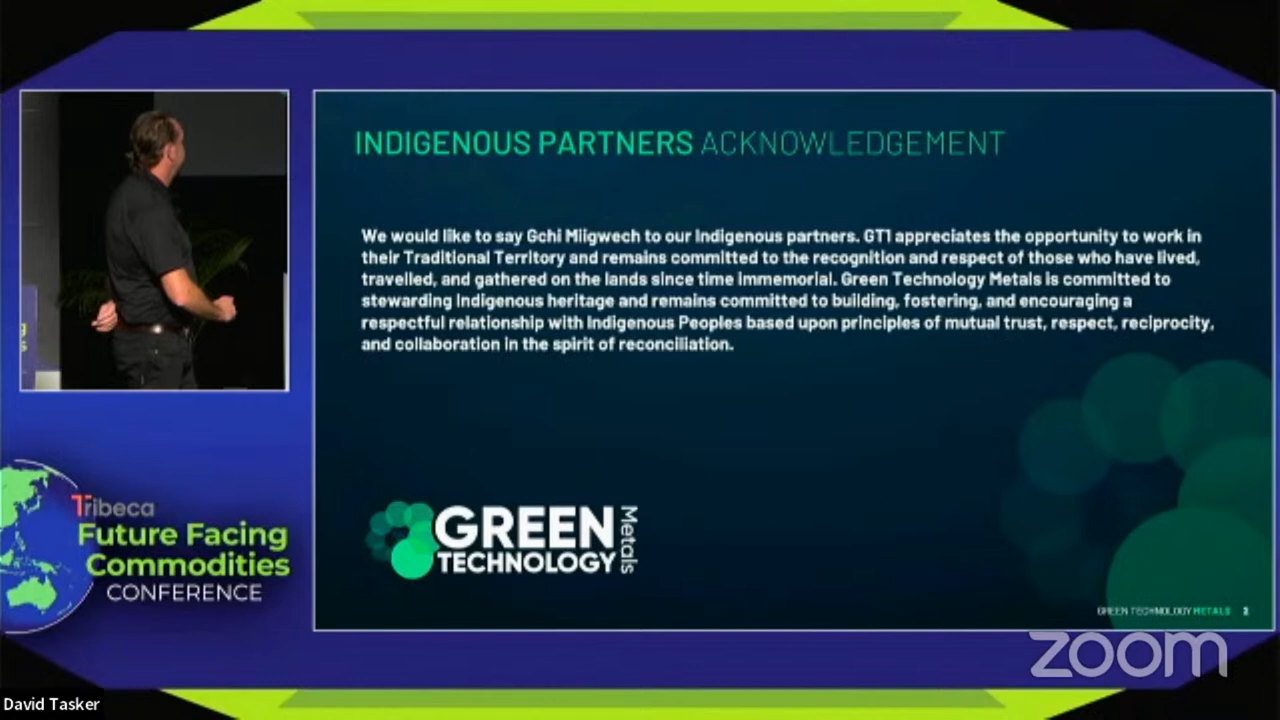 INDIGENOUS PARTNERS ACKNOWLEDGEMENT
We would like to say Gchi Miigwech to our Indigenous partners. GT1 appreciates the opportunity to work in
their Traditional Territory and remains committed to the recognition and respect of those who have lived,
travelled, and gathered on the lands since time immemorial. Green Technology Metals is committed to
stewarding Indigenous heritage and remains committed to building, fostering, and encouraging a
respectful relationship with Indigenous Peoples based upon principles of mutual trust, respect, reciprocity,
and collaboration in the spirit of reconciliation.
GREEN
TECHNOLOGY
Metals
GREEN TECHNOLOGY METALS
Tribeca
Future Facing
Commodities
CONFERENCE
zoom
David Tasker